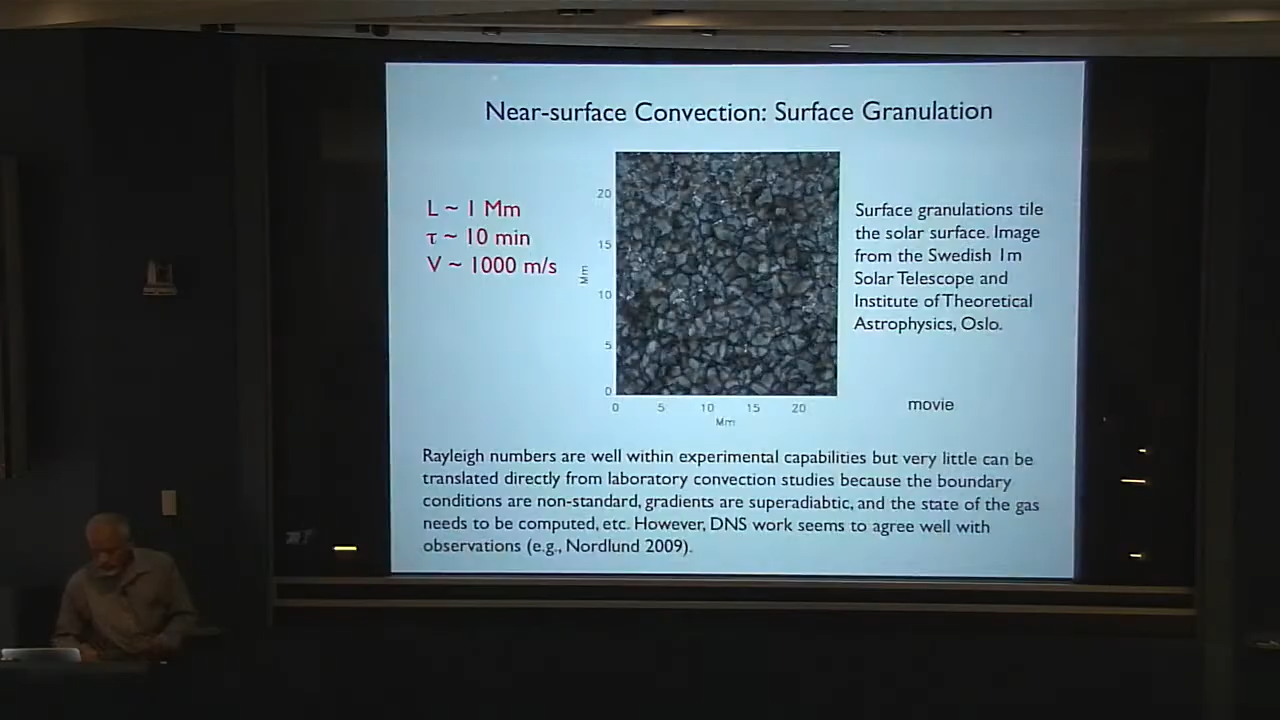 Near-surface Convection: Surface Granulation
L ~ 1 Mm
τ ~ 10 min
V ~ 1000 m/s
20
15
10
5
0
Mm
0 5 10 15 20
Mm
Surface granulations tile
the solar surface. Image
from the Swedish 1m
Solar Telescope and
Institute of Theoretical
Astrophysics, Oslo.
movie
Rayleigh numbers are well within experimental capabilities but very little can be
translated directly from laboratory convection studies because the boundary
conditions are non-standard, gradients are superadiabtic, and the state of the gas
needs to be computed, etc. However, DNS work seems to agree well with
observations (e.g., Nordlund 2009).